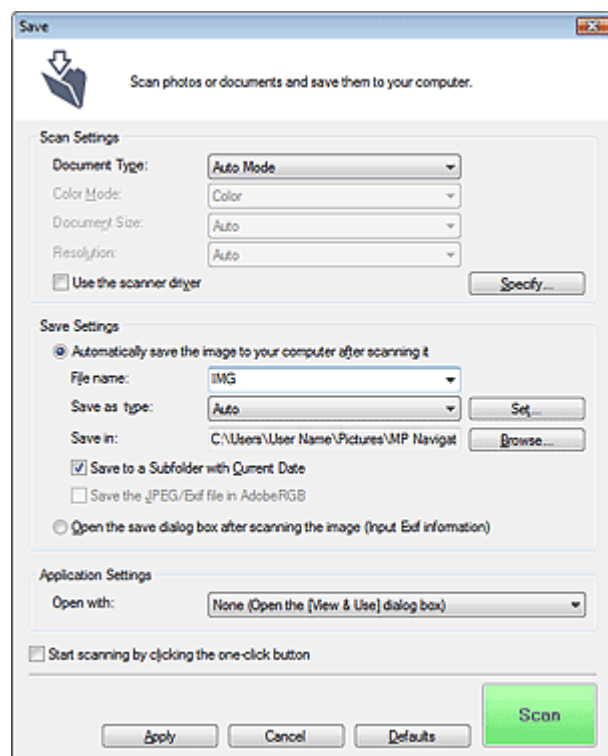 Save
Scan photos or documents and save them to your computer.
Scan Settings
Document Type: Auto Mode
Color Mode: Color
Document Size: Auto
Resolution: Auto
Use the scanner driver Specify...
Save Settings
Automatically save the image to your computer after scanning it
File name: IMG
Save as type: Auto Set...
Save in: C:\Users\User Name\Pictures\MP Navigat Browse...
Save to a Subfolder with Current Date
Save the JPEG/Exif file in AdobeRGB
Open the save dialog box after scanning the image (Input Exif information)
Application Settings
Open with: None (Open the [View & Use] dialog box)
Start scanning by clicking the one-click button
Scan
Apply Cancel Defaults